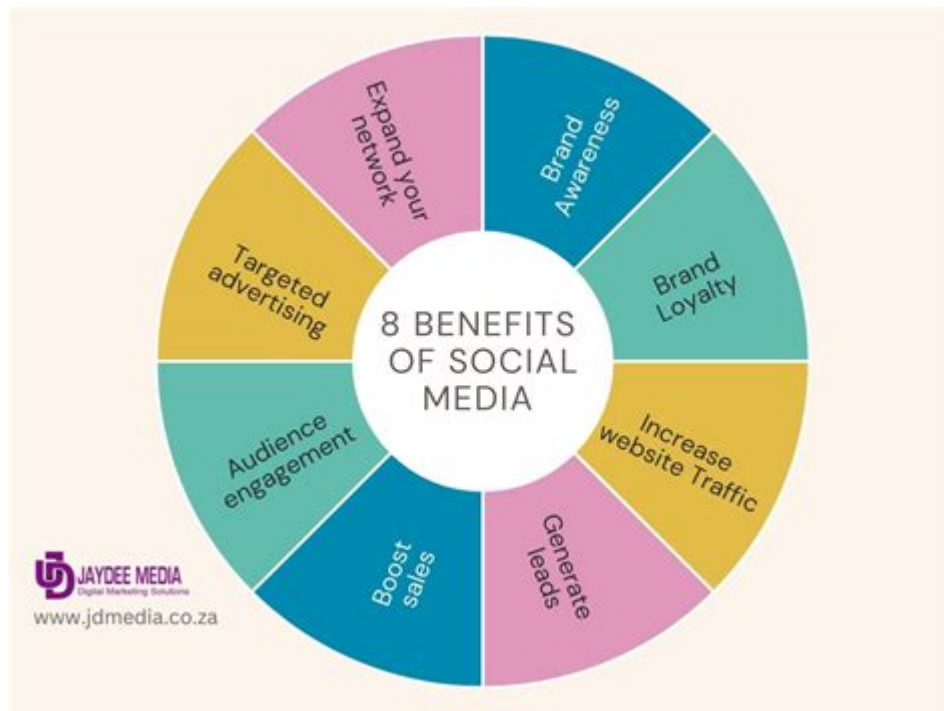 8 BENEFITS
OF SOCIAL
MEDIA
Brand
Awareness
Brand
Loyalty
Increase
website Traffic
Generate
leads
Boost
sales
Audience
engagement
Targeted
advertising
Expand your
network
JD JAYDEE MEDIA
Digital Marketing Solutions
www.jdmedia.co.za